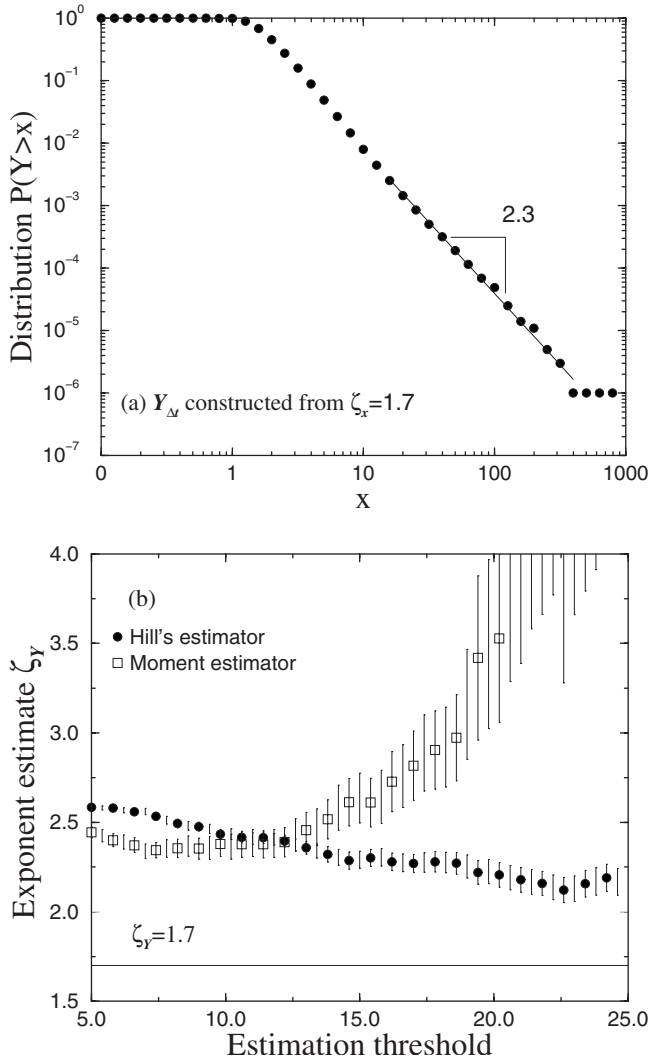 10^0
10^-1
10^-2
10^-3
10^-4
10^-5
10^-6
10^-7
Distribution P(Y>x)
2.3
(a) Y_Δt constructed from ζ_x=1.7
0 1 10 100 1000
x
4.0
3.5
3.0
2.5
2.0
1.5
Exponent estimate ζ_Y
(b)
Hill's estimator
Moment estimator
ζ_Y=1.7
5.0 10.0 15.0 20.0 25.0
Estimation threshold